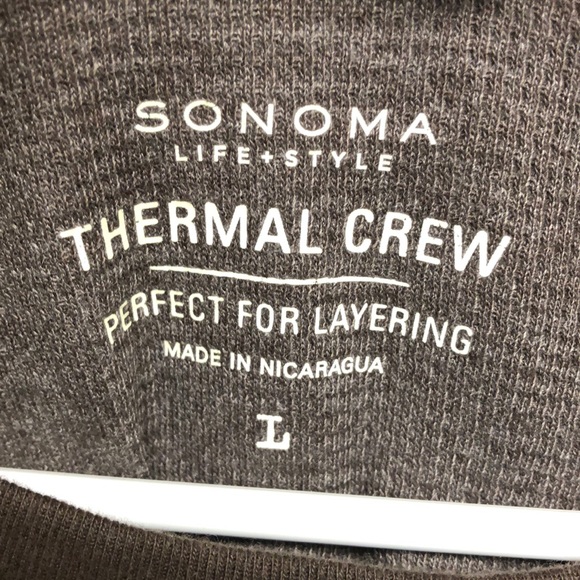 SONOMA
LIFE+STYLE
THERMAL CREW
PERFECT FOR LAYERING
MADE IN NICARAGUA
L